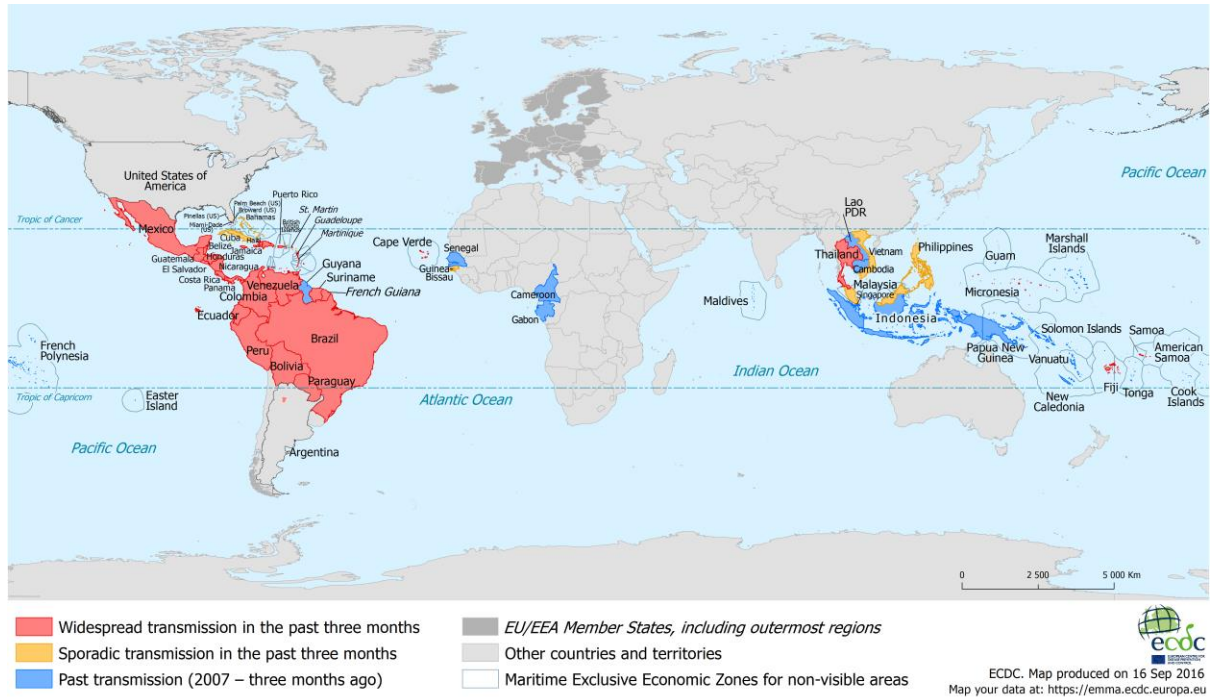 United States of
America
Pacific Ocean
Tropic of Cancer
Mexico
Pinellas (US)
Palm Beech (US)
Broward (US)
Miami-Dade
(US)
Bahamas
Puerto Rico
St. Martin
Guadeloupe
Martinique
Cuba
Haiti
Belize
Jamaica
Guatemala
Honduras
El Salvador
Nicaragua
Costa Rica
Panama
Venezuela
Colombia
Guyana
Suriname
French Guiana
Ecuador
Peru
Brazil
Bolivia
Paraguay
Argentina
French
Polynesia
Tropic of Capricorn
Easter
Island
Pacific Ocean
Atlantic Ocean
Cape Verde
Senegal
Guinea-
Bissau
Cameroon
Gabon
Maldives
Indian Ocean
Lao
PDR
Thailand
Vietnam
Cambodia
Malaysia
Singapore
Indonesia
Philippines
Guam
Marshall
Islands
Micronesia
Papua New
Guinea
Solomon Islands
Vanuatu
New
Caledonia
Fiji
Tonga
Samoa
American
Samoa
Cook
Islands
0 2 500 5 000 Km
Widespread transmission in the past three months
Sporadic transmission in the past three months
Past transmission (2007 – three months ago)
EU/EEA Member States, including outermost regions
Other countries and territories
Maritime Exclusive Economic Zones for non-visible areas
ecdc
ECDC. Map produced on 16 Sep 2016
Map your data at: https://enma.ecdc.europa.eu